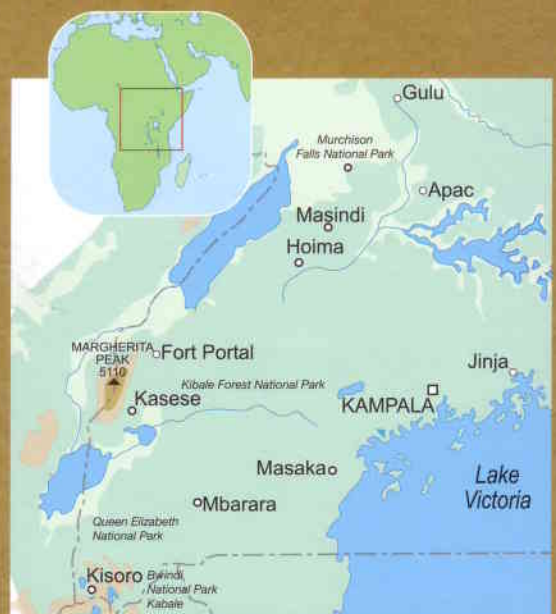 Gulu
Murchison
Falls National Park
Apac
Masindi
Hoima
MARGHERITA
PEAK
5110
Fort Portal
Jinja
Kibale Forest National Park
Kasese
KAMPALA
Masaka
Lake
Victoria
Mbarara
Queen Elizabeth
National Park
Kisoro
Bwindi
National Park
Kabale